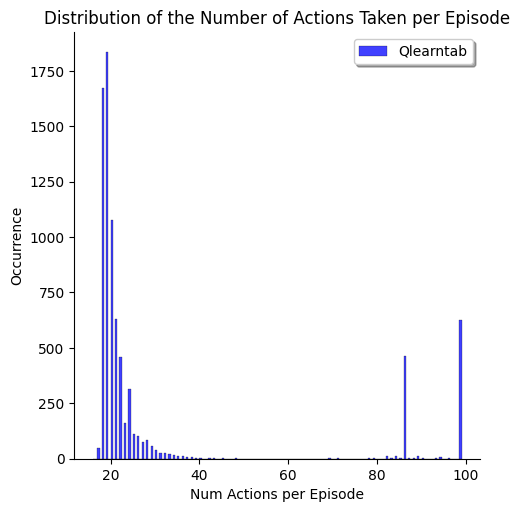 Distribution of the Number of Actions Taken per Episode
Qlearntab
1750
1500
1250
1000
750
500
250
0
Occurrence
20 40 60 80 100
Num Actions per Episode